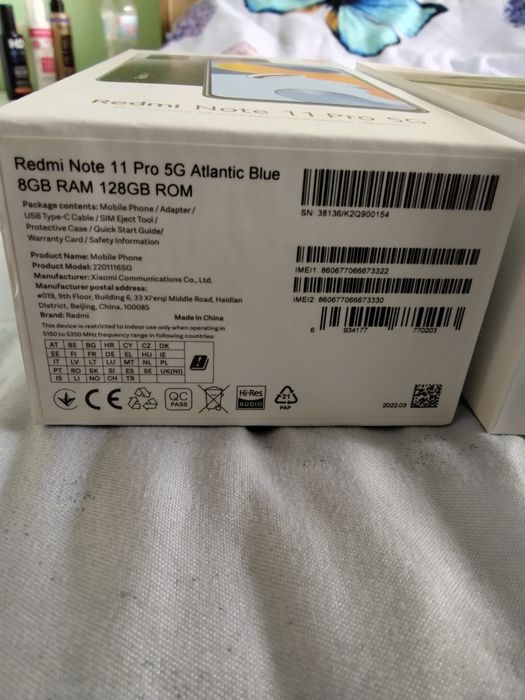 Redmi Note 11 Pro 5G
Redmi Note 11 Pro 5G Atlantic Blue
8GB RAM 128GB ROM
Package contents: Mobile Phone / Adapter /
USB Type-C Cable / SIM Eject Tool /
Protective Case / Quick Start Guide/
Warranty Card / Safety Information
Product Name: Mobile Phone
Product Model: 2201116SG
Manufacturer: Xiaomi Communications Co., Ltd.
Manufacturer postal address:
#019, 9th Floor, Building 6, 33 Xi'erqi Middle Road, Haidian
District, Beijing, China, 100085
Brand: Redmi Made in China
This device is restricted to indoor use only when operating in
5150 to 5350 MHz frequency range in following countries:
AT BE BG HR CY CZ DK
EE FI FR DE EL HU IE
IT LV LT LU MT NL PL
PT RO SK SI ES SE UK(NI)
IS LI NO CH TR
CE QC PASS Hi-Res AUDIO 21 PAP
SN: 38136/K2Q900154
IMEI1 860677066673322
IMEI2 860677066673330
6 934177 770203
2022.03